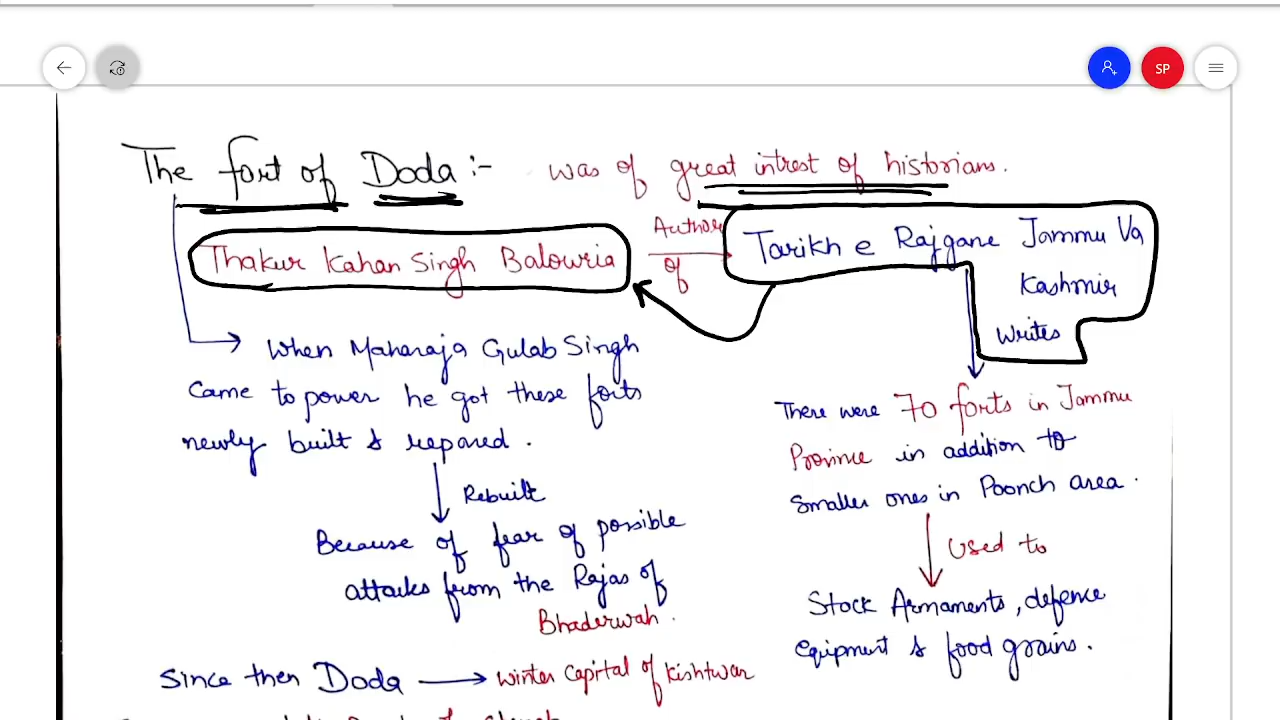 SP
The fort of Doda :- was of great intrest of historians.
Thakur Kahan Singh Balowria
Author of
Tarikh e Rajgane Jammu Va
Kashmir
Writes
When Maharaja Gulab Singh
Came to power he got these forts
newly built & repared.
Rebuilt
Because of fear of possible
attacks from the Rajas of
Bhaderwah.
There were 70 forts in Jammu
Province in addition to
Smaller ones in Poonch area.
Used to
Stock Armaments, defence
equipment & food grains.
Since then Doda → winter capital of Kishtwar